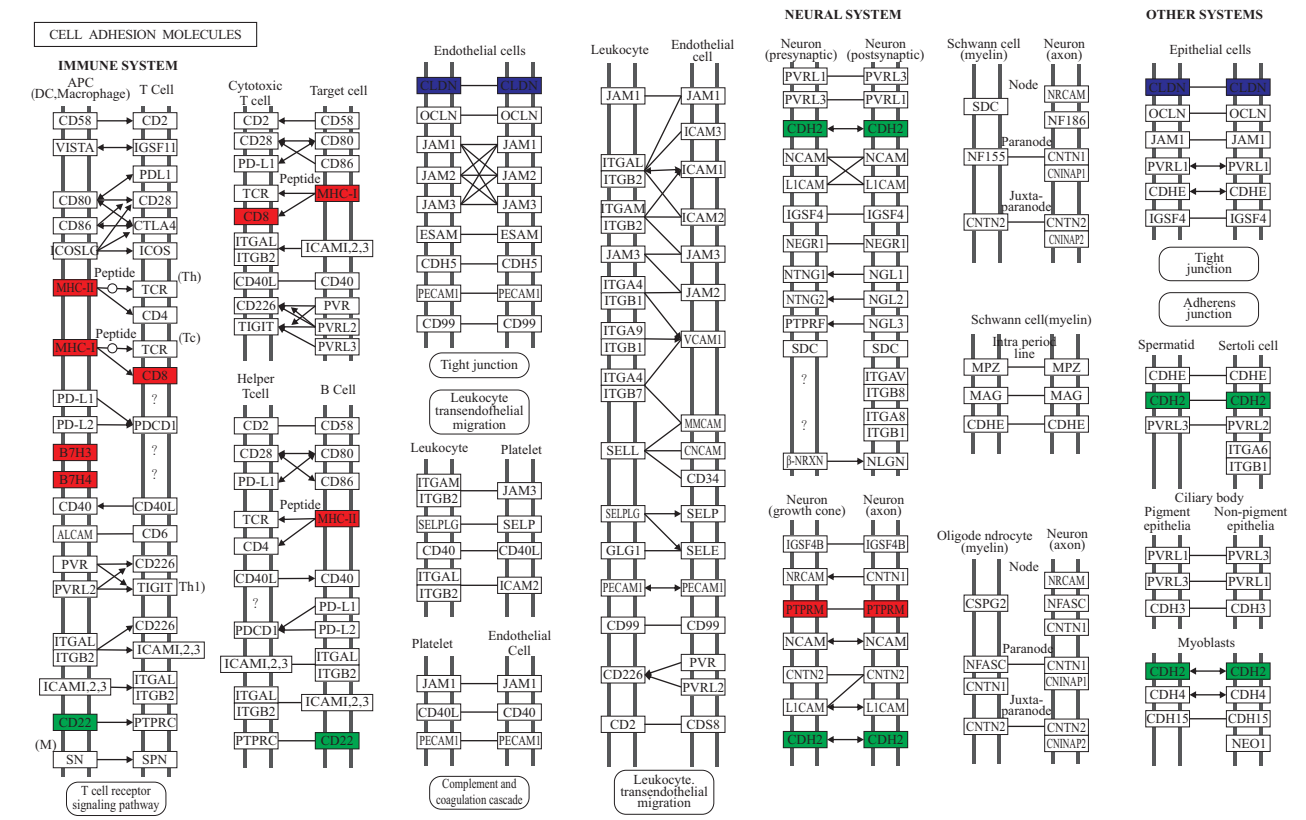 CELL ADHESION MOLECULES
IMMUNE SYSTEM
APC
(DC,Macrophage)
T Cell
CD58
CD2
VISTA
IGSF11
PDL1
CD80
CD28
CD86
CTLA4
ICOSLG
ICOS
Peptide
(Th)
MHC-II
TCR
CD4
Peptide
(Tc)
MHC-I
TCR
CD8
PD-L1
?
PD-L2
PDCD1
B7H3
?
B7H4
?
CD40
CD40L
ALCAM
CD6
PVR
CD226
PVRL2
TIGIT
Th1)
CD226
ITGAL
ITGB2
ICAMI,2,3
ICAMI,2,3
ITGAL
ITGB2
CD22
PTPRC
(M)
SN
SPN
T cell receptor
signaling pathway
Cytotoxic
T cell
Target cell
CD2
CD58
CD28
CD80
PD-L1
CD86
Peptide
TCR
MHC-I
CD8
ITGAL
ITGB2
ICAMI,2,3
CD40L
CD40
CD226
PVR
TIGIT
PVRL2
PVRL3
Helper
Tcell
B Cell
CD2
CD58
CD28
CD80
PD-L1
CD86
Peptide
TCR
MHC-II
CD4
CD40L
CD40
?
PD-L1
PDCD1
PD-L2
ICAMI,2,3
ITGAL
ITGB2
ITGAL
ITGB2
ICAMI,2,3
PTPRC
CD22
Endothelial cells
CLDN
CLDN
OCLN
OCLN
JAM1
JAM1
JAM2
JAM2
JAM3
JAM3
ESAM
ESAM
CDH5
CDH5
PECAM1
PECAM1
CD99
CD99
Tight junction
Leukocyte
transendothelial
migration
Leukocyte
Platelet
ITGAM
ITGB2
JAM3
SELPLG
SELP
CD40
CD40L
ITGAL
ITGB2
ICAM2
Platelet
Endothelial
Cell
JAM1
JAM1
CD40L
CD40
PECAM1
PECAM1
Complement and
coagulation cascade
Leukocyte
Endothelial
cell
JAM1
JAM1
ICAM3
ITGAL
ITGB2
ICAM1
ITGAM
ITGB2
ICAM2
JAM3
JAM3
ITGA4
ITGB1
JAM2
ITGA9
ITGB1
VCAM1
ITGA4
ITGB7
MMCAM
SELL
CNCAM
CD34
SELPLG
SELP
GLG1
SELE
PECAM1
PECAM1
CD99
CD99
CD226
PVR
PVRL2
CD2
CDS8
Leukocyte.
transendothelial
migration
NEURAL SYSTEM
Neuron
(presynaptic)
Neuron
(postsynaptic)
PVRL1
PVRL3
PVRL3
PVRL1
CDH2
CDH2
NCAM
NCAM
L1CAM
L1CAM
IGSF4
IGSF4
NEGR1
NEGR1
NTNG1
NGL1
NTNG2
NGL2
PTPRF
NGL3
SDC
SDC
?
ITGAV
ITGB8
?
ITGA8
ITGB1
β-NRXN
NLGN
Neuron
(growth cone)
Neuron
(axon)
IGSF4B
IGSF4B
NRCAM
CNTN1
PTPRM
PTPRM
NCAM
NCAM
CNTN2
CNTN2
L1CAM
L1CAM
CDH2
CDH2
Schwann cell
(myelin)
Neuron
(axon)
Node
NRCAM
SDC
NF186
Paranode
NF155
CNTN1
CNINAP1
Juxta-
paranode
CNTN2
CNTN2
CNINAP2
Schwann cell(myelin)
Intra period
line
MPZ
MPZ
MAG
MAG
CDHE
CDHE
Oligode ndrocyte
(myelin)
Neuron
(axon)
Node
NRCAM
CSPG2
NFASC
CNTN1
Paranode
NFASC
CNTN1
CNTN1
CNINAP1
Juxta-
paranode
CNTN2
CNTN2
CNINAP2
OTHER SYSTEMS
Epithelial cells
CLDN
CLDN
OCLN
OCLN
JAM1
JAM1
PVRL1
PVRL1
CDHE
CDHE
IGSF4
IGSF4
Tight
junction
Adherens
junction
Spermatid
Sertoli cell
CDHE
CDHE
CDH2
CDH2
PVRL3
PVRL2
ITGA6
ITGB1
Ciliary body
Pigment
epithelia
Non-pigment
epithelia
PVRL1
PVRL3
PVRL3
PVRL1
CDH3
CDH3
Myoblasts
CDH2
CDH2
CDH4
CDH4
CDH15
CDH15
NEO1